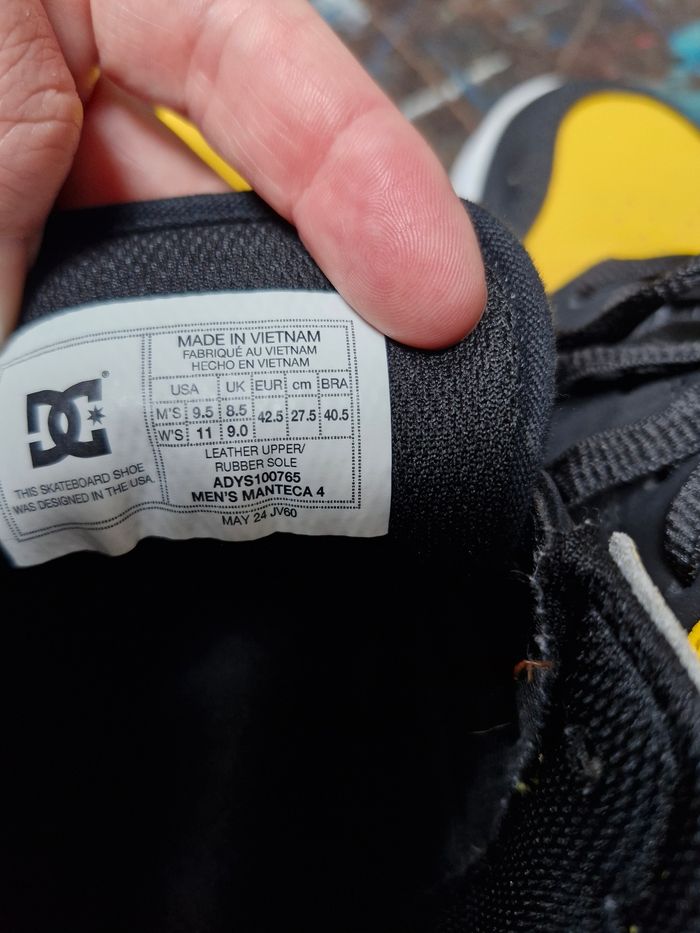 DC®
THIS SKATEBOARD SHOE
WAS DESIGNED IN THE USA.
MADE IN VIETNAM
FABRIQUÉ AU VIETNAM
HECHO EN VIETNAM
USA UK EUR cm BRA
M'S 9.5 8.5 42.5 27.5 40.5
W'S 11 9.0
LEATHER UPPER/
RUBBER SOLE
ADYS100765
MEN'S MANTECA 4
MAY 24 JV60